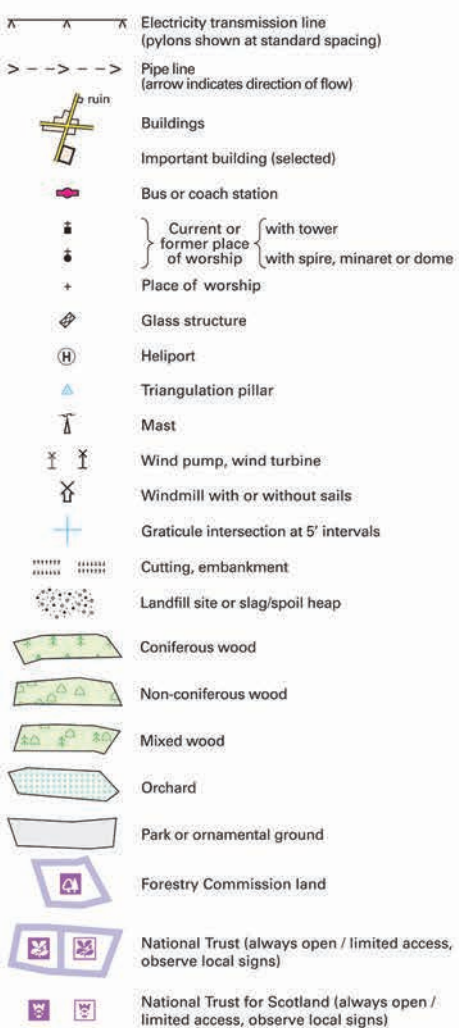 Electricity transmission line
(pylons shown at standard spacing)
Pipe line
(arrow indicates direction of flow)
ruin
Buildings
Important building (selected)
Bus or coach station
Current or
former place
of worship
with tower
with spire, minaret or dome
Place of worship
Glass structure
H
Heliport
Triangulation pillar
Mast
Wind pump, wind turbine
Windmill with or without sails
Graticule intersection at 5' intervals
Cutting, embankment
Landfill site or slag/spoil heap
Coniferous wood
Non-coniferous wood
Mixed wood
Orchard
Park or ornamental ground
Forestry Commission land
National Trust (always open / limited access,
observe local signs)
National Trust for Scotland (always open /
limited access, observe local signs)